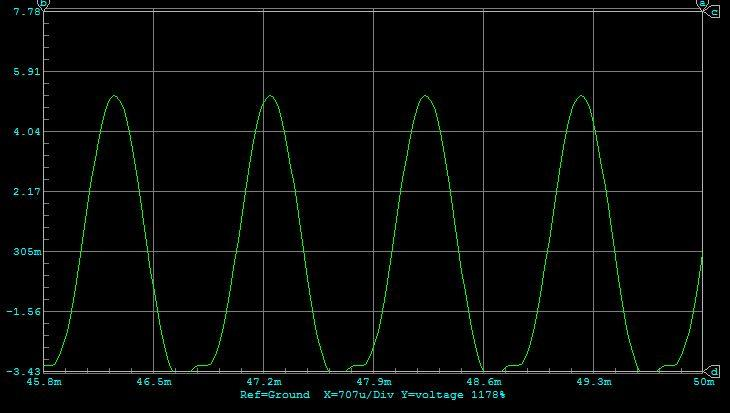 b a
7.78 c
5.91
4.04
2.17
305m
-1.56
-3.43 d
45.8m 46.5m 47.2m 47.9m 48.6m 49.3m 50m
Ref=Ground X=707u/Div Y=voltage 1178%